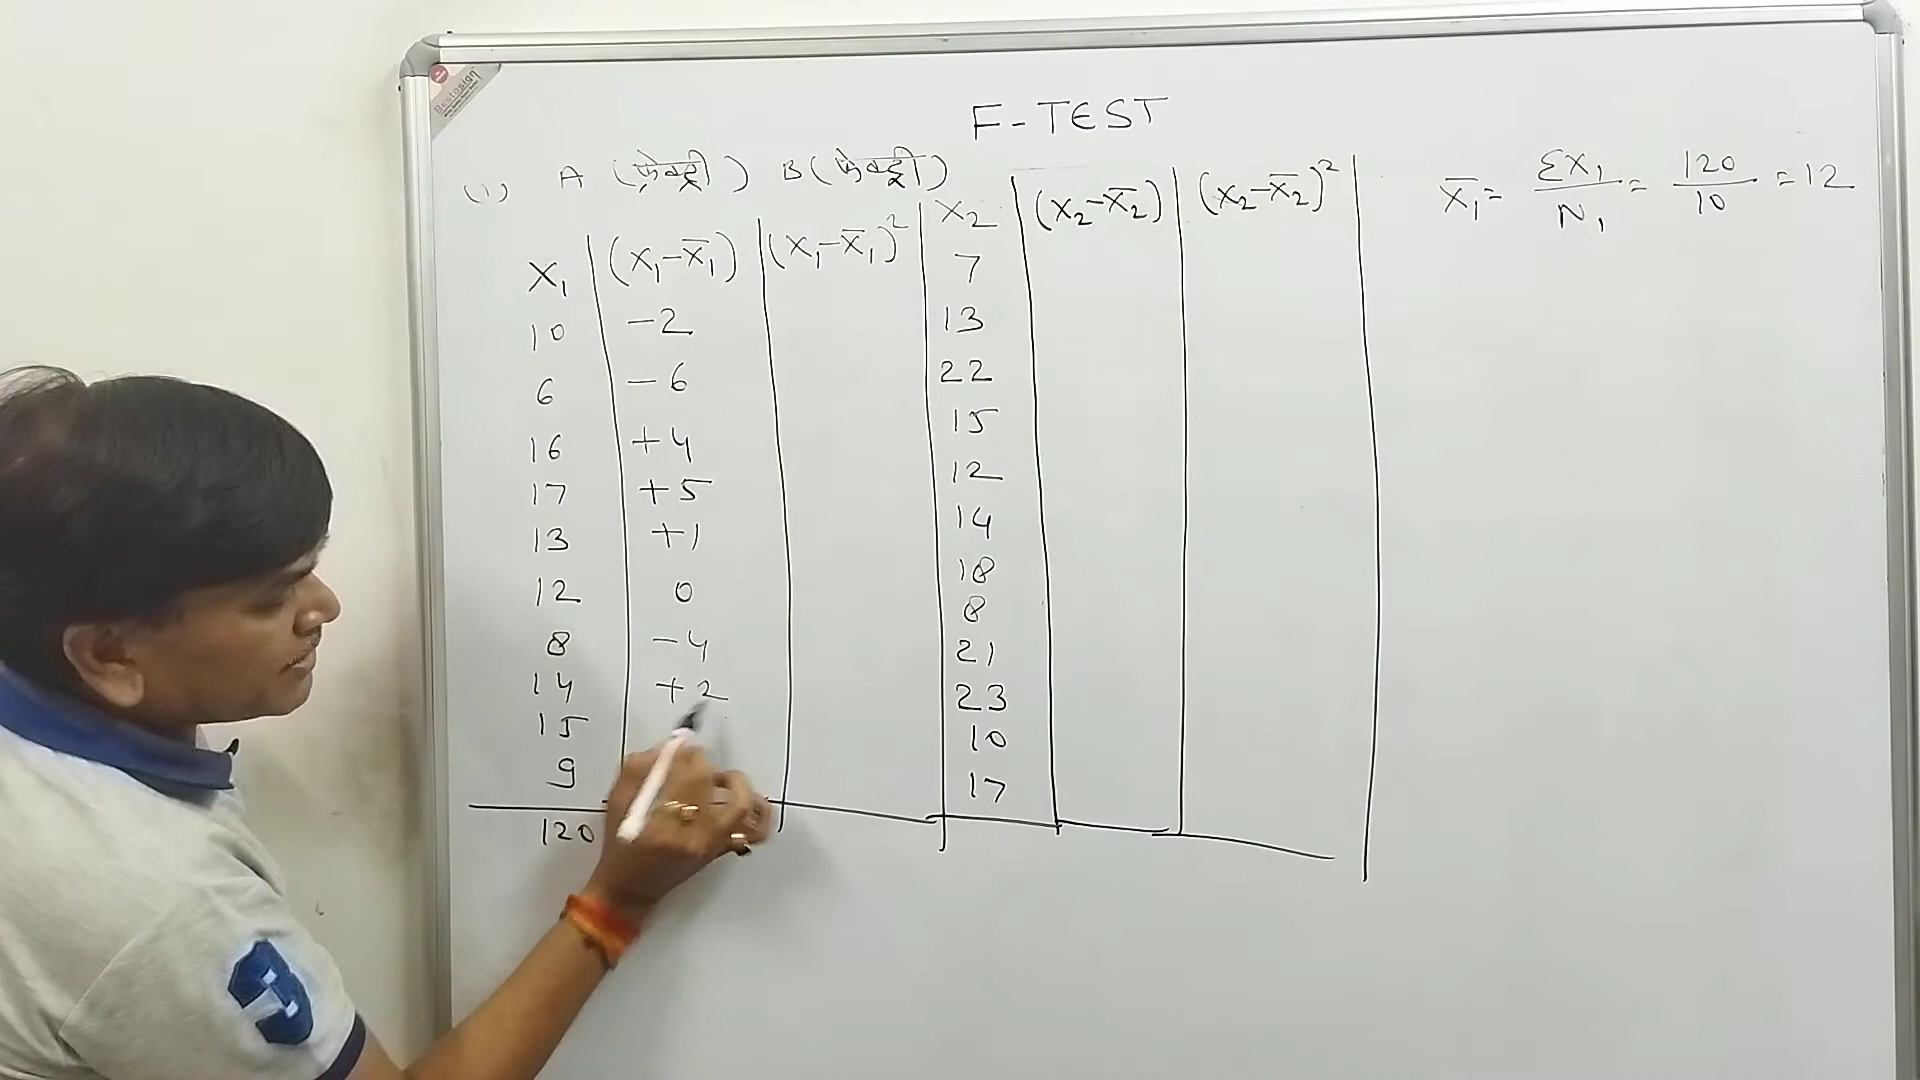 Bestosign
F-TEST
(1) A (फैक्ट्री) B (फैक्ट्री)
X̄₁ = ΣX₁/N₁ = 120/10 = 12
X₁ (X₁-X̄₁) (X₁-X̄₁)² X₂ (X₂-X̄₂) (X₂-X̄₂)²
10 -2 7
6 -6 13
16 +4 22
17 +5 15
13 +1 12
12 0 14
8 -4 18
14 +2 8
15 21
9 23
10
17
120